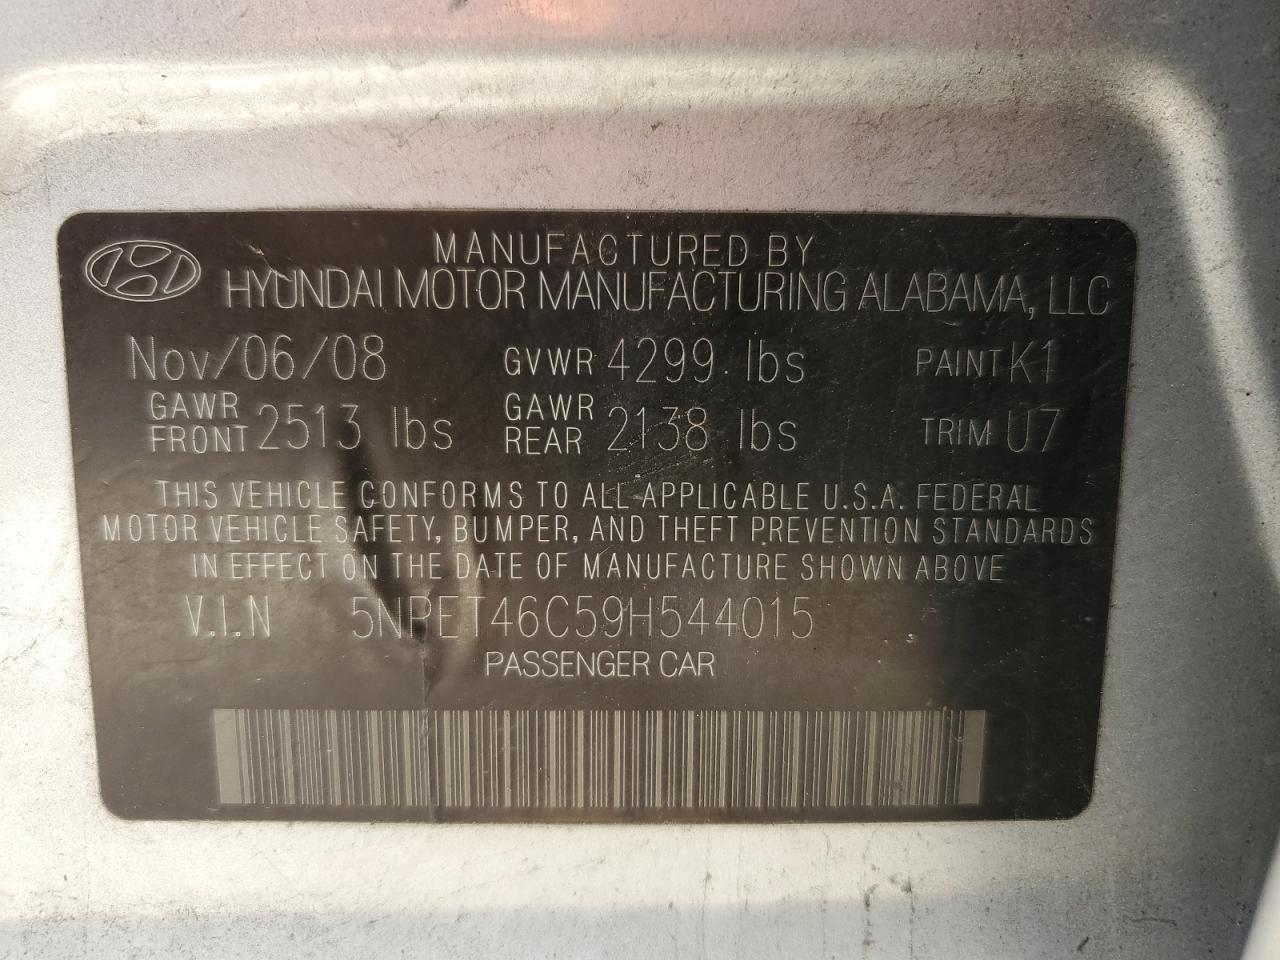 MANUFACTURED BY
HYUNDAI MOTOR MANUFACTURING ALABAMA, LLC
Nov/06/08 GVWR 4299 lbs PAINT K1
GAWR FRONT 2513 lbs GAWR REAR 2138 lbs TRIM U7
THIS VEHICLE CONFORMS TO ALL APPLICABLE U.S.A. FEDERAL
MOTOR VEHICLE SAFETY, BUMPER, AND THEFT PREVENTION STANDARDS
IN EFFECT ON THE DATE OF MANUFACTURE SHOWN ABOVE
V.I.N 5NPET46C59H544015
PASSENGER CAR